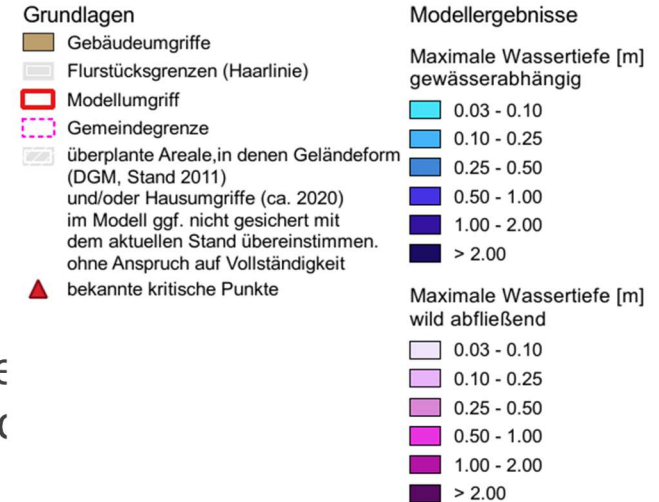 Grundlagen
Gebäudeumgriffe
Flurstücksgrenzen (Haarlinie)
Modellumgriff
Gemeindegrenze
überplante Areale,in denen Geländeform
(DGM, Stand 2011)
und/oder Hausumgriffe (ca. 2020)
im Modell ggf. nicht gesichert mit
dem aktuellen Stand übereinstimmen.
ohne Anspruch auf Vollständigkeit
bekannte kritische Punkte
Modellergebnisse
Maximale Wassertiefe [m]
gewässerabhängig
0.03 - 0.10
0.10 - 0.25
0.25 - 0.50
0.50 - 1.00
1.00 - 2.00
> 2.00
Maximale Wassertiefe [m]
wild abfließend
0.03 - 0.10
0.10 - 0.25
0.25 - 0.50
0.50 - 1.00
1.00 - 2.00
> 2.00